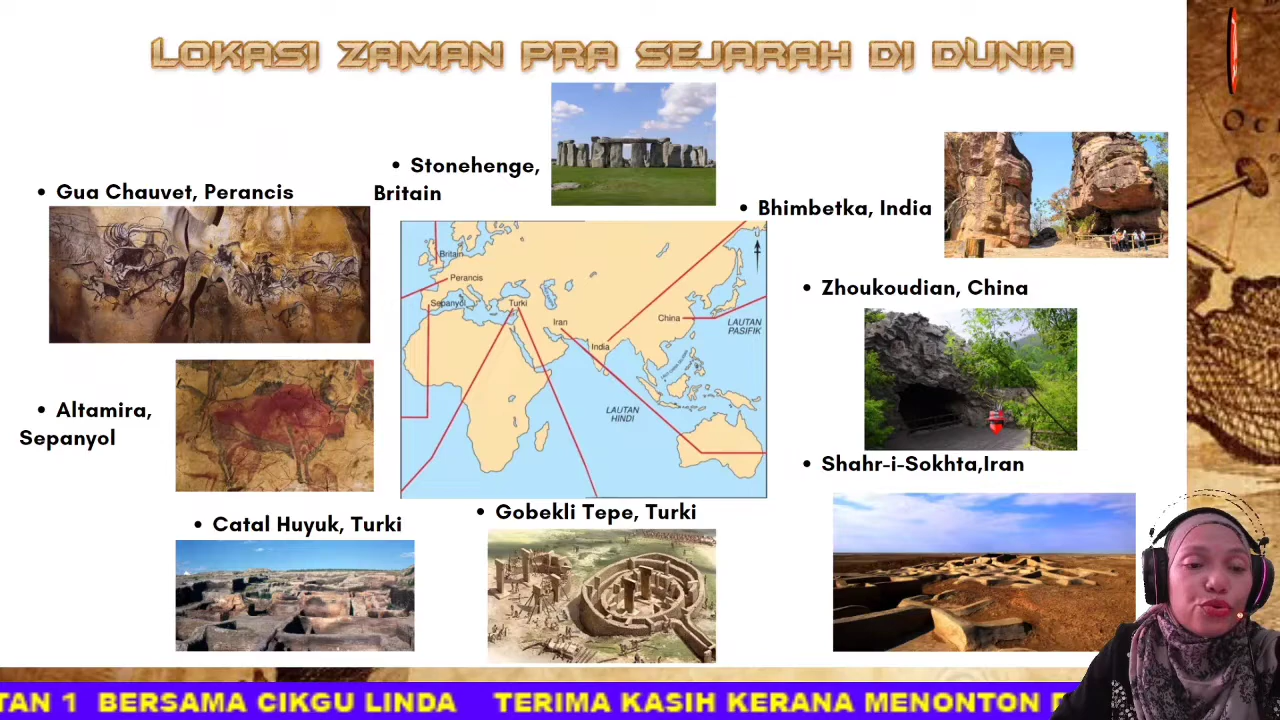 LOKASI ZAMAN PRA SEJARAH DI DUNIA
• Stonehenge,
Britain
• Gua Chauvet, Perancis
• Bhimbetka, India
• Zhoukoudian, China
• Altamira,
Sepanyol
• Shahr-i-Sokhta,Iran
• Catal Huyuk, Turki
• Gobekli Tepe, Turki
Britain
Perancis
Sepanyol
Turki
Iran
India
China
LAUTAN
PASIFIK
LAUTAN
HINDI
TAN 1 BERSAMA CIKGU LINDA TERIMA KASIH KERANA MENONTON